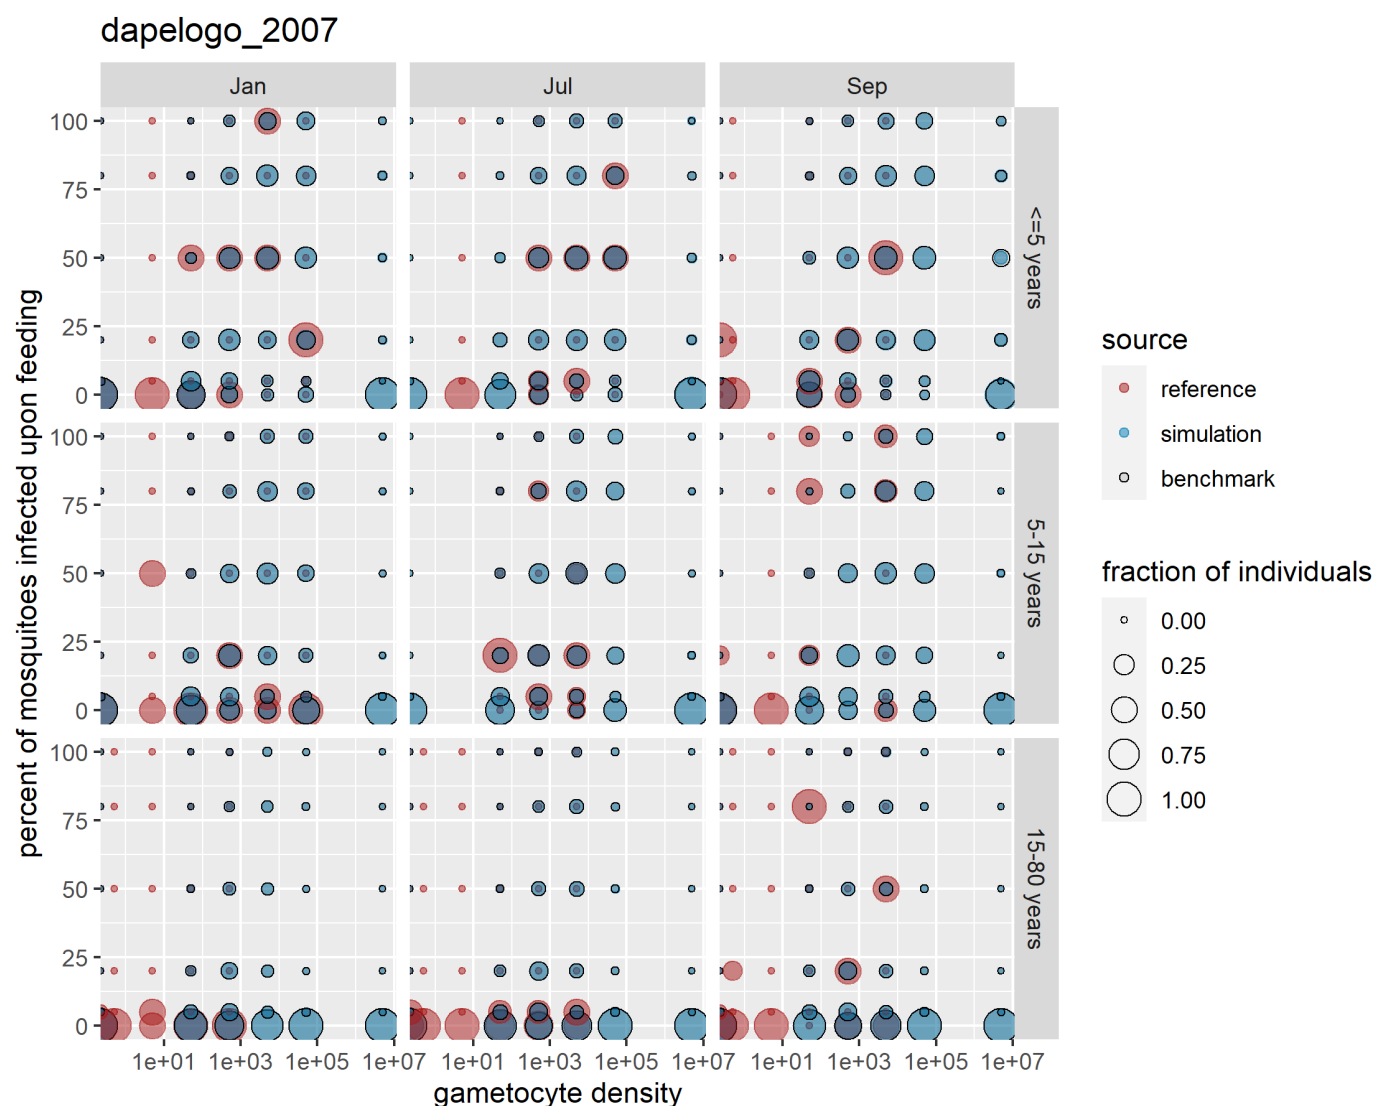 dapelogo_2007
Jan
Jul
Sep
100
75
50
25
0
<=5 years
100
75
50
25
0
5-15 years
100
75
50
25
0
15-80 years
1e+01 1e+03 1e+05 1e+07
1e+01 1e+03 1e+05 1e+07
1e+01 1e+03 1e+05 1e+07
gametocyte density
percent of mosquitoes infected upon feeding
source
reference
simulation
benchmark
fraction of individuals
0.00
0.25
0.50
0.75
1.00